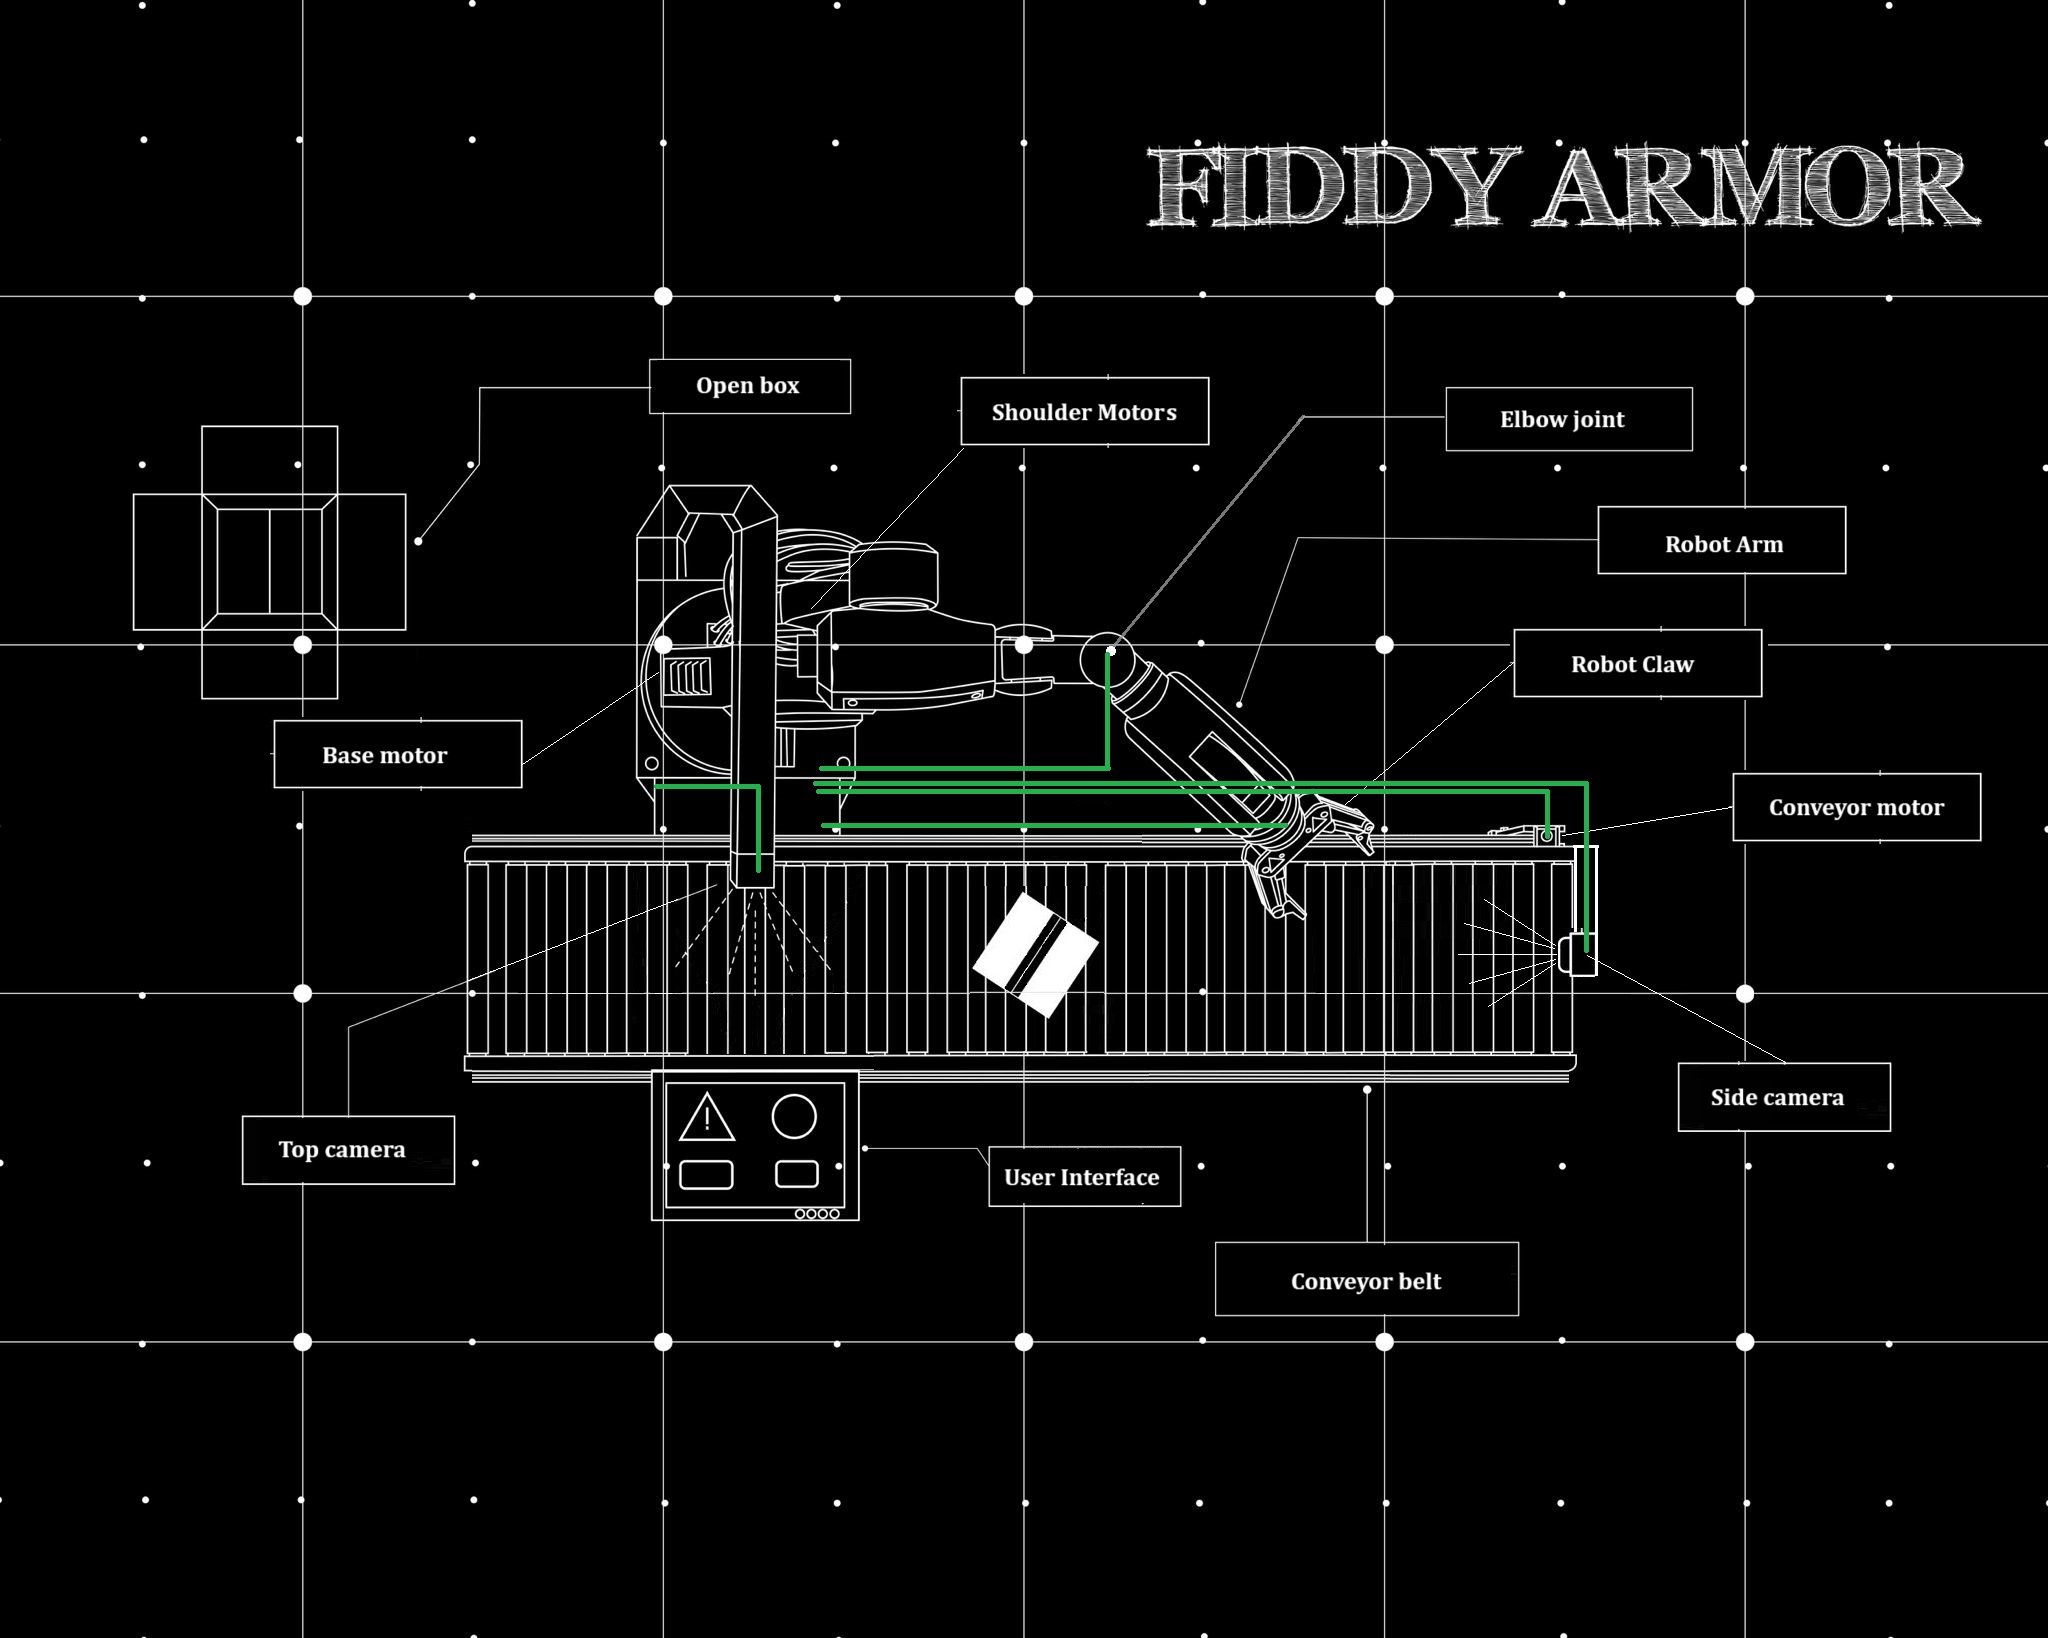 FIDDY ARMOR
Open box
Shoulder Motors
Elbow joint
Robot Arm
Robot Claw
Base motor
Conveyor motor
Side camera
Top camera
!
User Interface
Conveyor belt